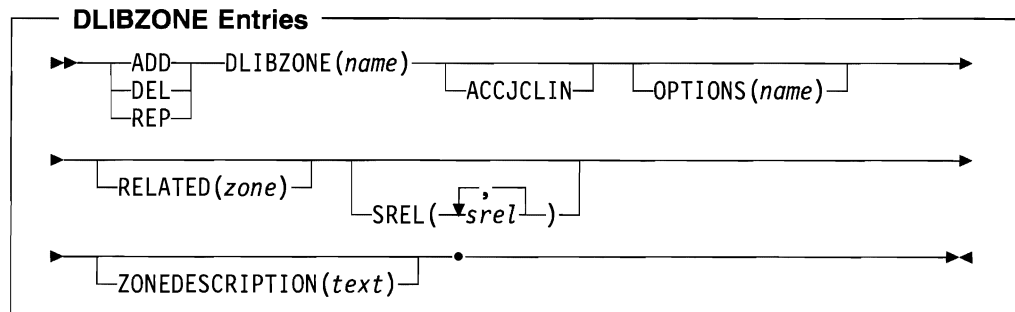 DLIBZONE Entries
ADD DLIBZONE(name)
DEL ACCJCLIN OPTIONS(name)
REP
RELATED(zone) ,
SREL( srel )
ZONEDESCRIPTION(text) .